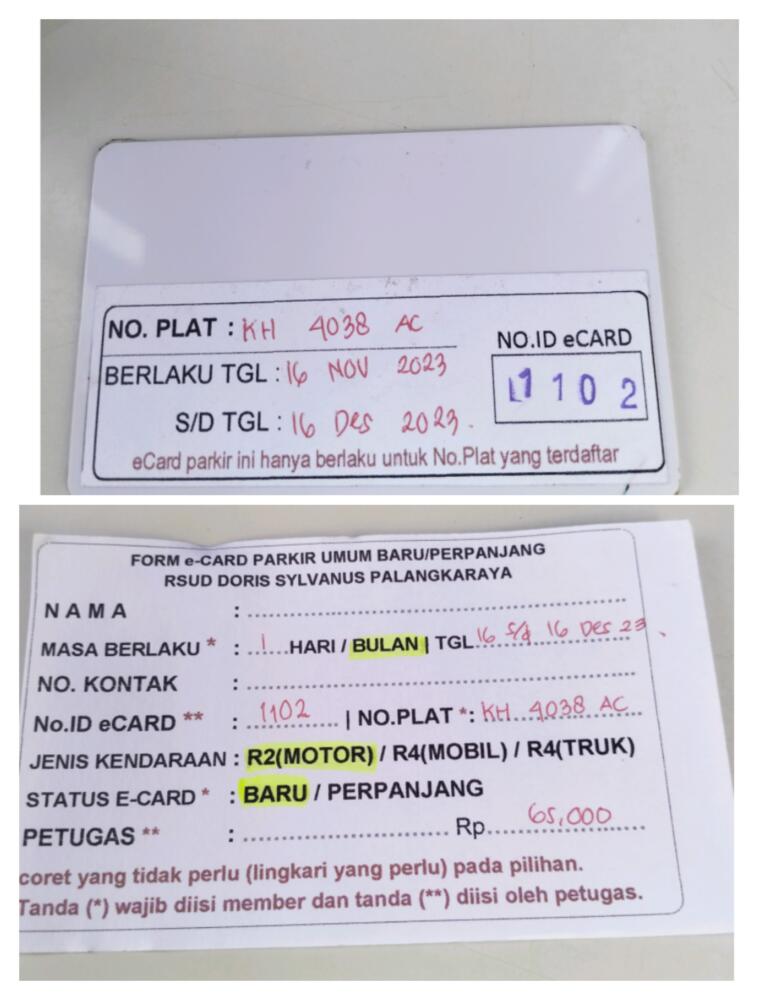 NO. PLAT : KH 4038 AC
BERLAKU TGL : 16 NOV 2023
S/D TGL : 16 Des 2023.
NO.ID eCARD
1102
eCard parkir ini hanya berlaku untuk No.Plat yang terdaftar
FORM e-CARD PARKIR UMUM BARU/PERPANJANG
RSUD DORIS SYLVANUS PALANGKARAYA
NAMA :
MASA BERLAKU * : 1 HARI / BULAN | TGL 16 S/d 16 Des 23.
NO. KONTAK :
No.ID eCARD ** : 1102 | NO.PLAT *: KH 4038 AC
JENIS KENDARAAN : R2(MOTOR) / R4(MOBIL) / R4(TRUK)
STATUS E-CARD * : BARU / PERPANJANG
PETUGAS ** : Rp. 65,000
coret yang tidak perlu (lingkari yang perlu) pada pilihan.
Tanda (*) wajib diisi member dan tanda (**) diisi oleh petugas.